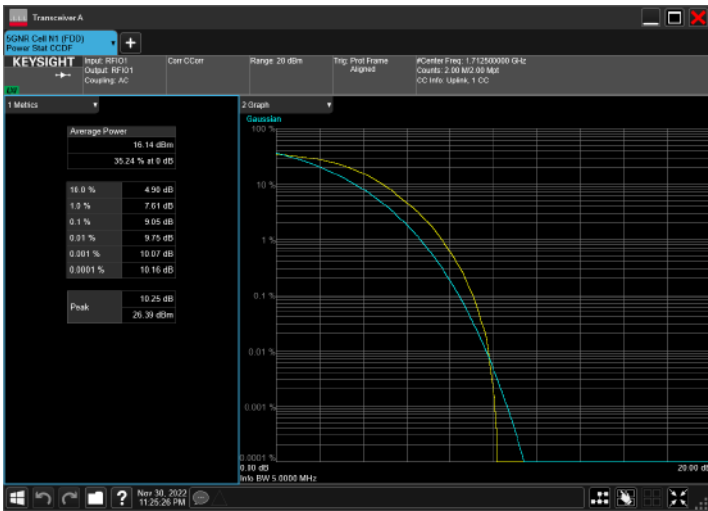 Transceiver A
5GNR Cell N1 (FDD)
Power Stat CCDF
+
KEYSIGHT
Input: RFIO1
Output: RFIO1
Coupling: AC
Corr CCorr
Range: 20 dBm
Trig: Prot Frame
Aligned
#Center Freq: 1.712500000 GHz
Counts: 2.00 M/2.00 Mpt
CC Info: Uplink, 1 CC
1 Metrics
Average Power
16.14 dBm
35.24 % at 0 dB
10.0 % 4.90 dB
1.0 % 7.61 dB
0.1 % 9.05 dB
0.01 % 9.75 dB
0.001 % 10.07 dB
0.0001 % 10.16 dB
Peak
10.25 dB
26.39 dBm
2 Graph
Gaussian
100 %
10 %
1 %
0.1 %
0.01 %
0.001 %
0.0001 %
0.00 dB 20.00 dB
Info BW 5.0000 MHz
?
Nov 30, 2022
11:25:26 PM